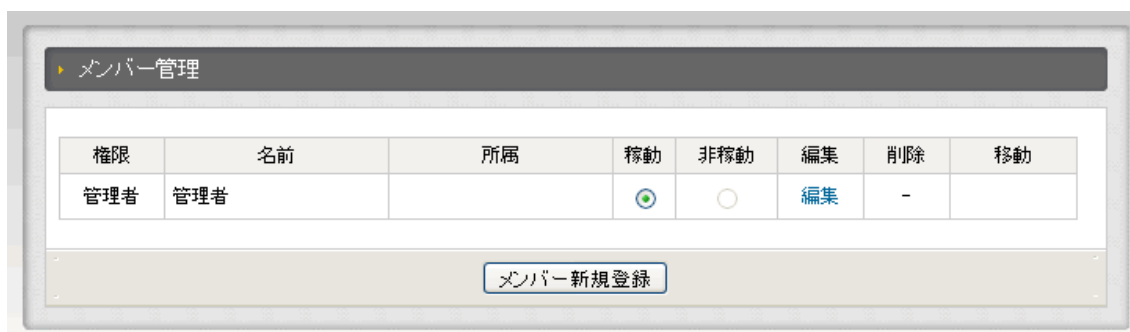 メンバー管理
権限 名前 所属 稼動 非稼動 編集 削除 移動
管理者 管理者 編集 -
メンバー新規登録